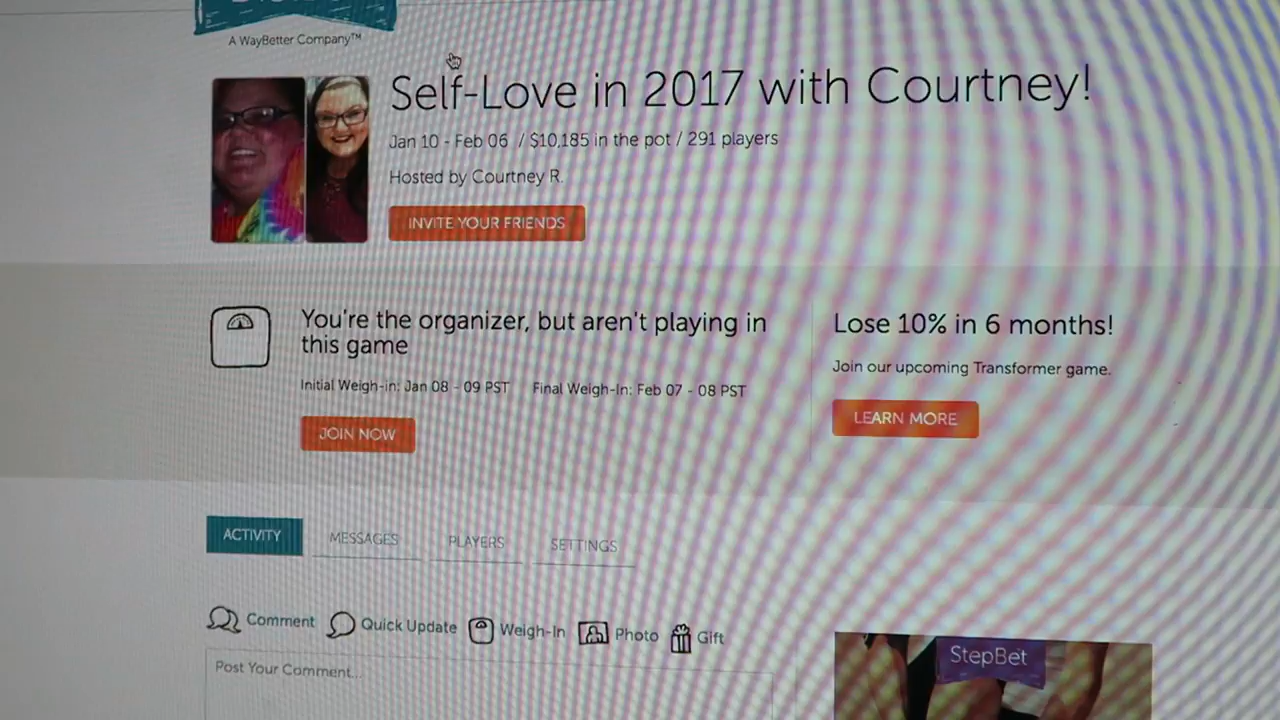 A WayBetter Company™
Self-Love in 2017 with Courtney!
Jan 10 - Feb 06 / $10,185 in the pot / 291 players
Hosted by Courtney R.
INVITE YOUR FRIENDS
You're the organizer, but aren't playing in
this game
Initial Weigh-in: Jan 08 - 09 PST Final Weigh-In: Feb 07 - 08 PST
JOIN NOW
Lose 10% in 6 months!
Join our upcoming Transformer game.
LEARN MORE
ACTIVITY MESSAGES PLAYERS SETTINGS
Comment Quick Update Weigh-In Photo Gift
Post Your Comment...
StepBet